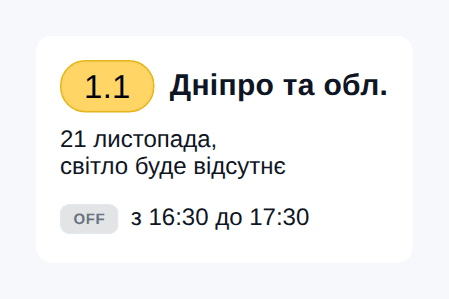 1.1 Дніпро та обл.
21 листопада,
світло буде відсутнє
OFF з 16:30 до 17:30